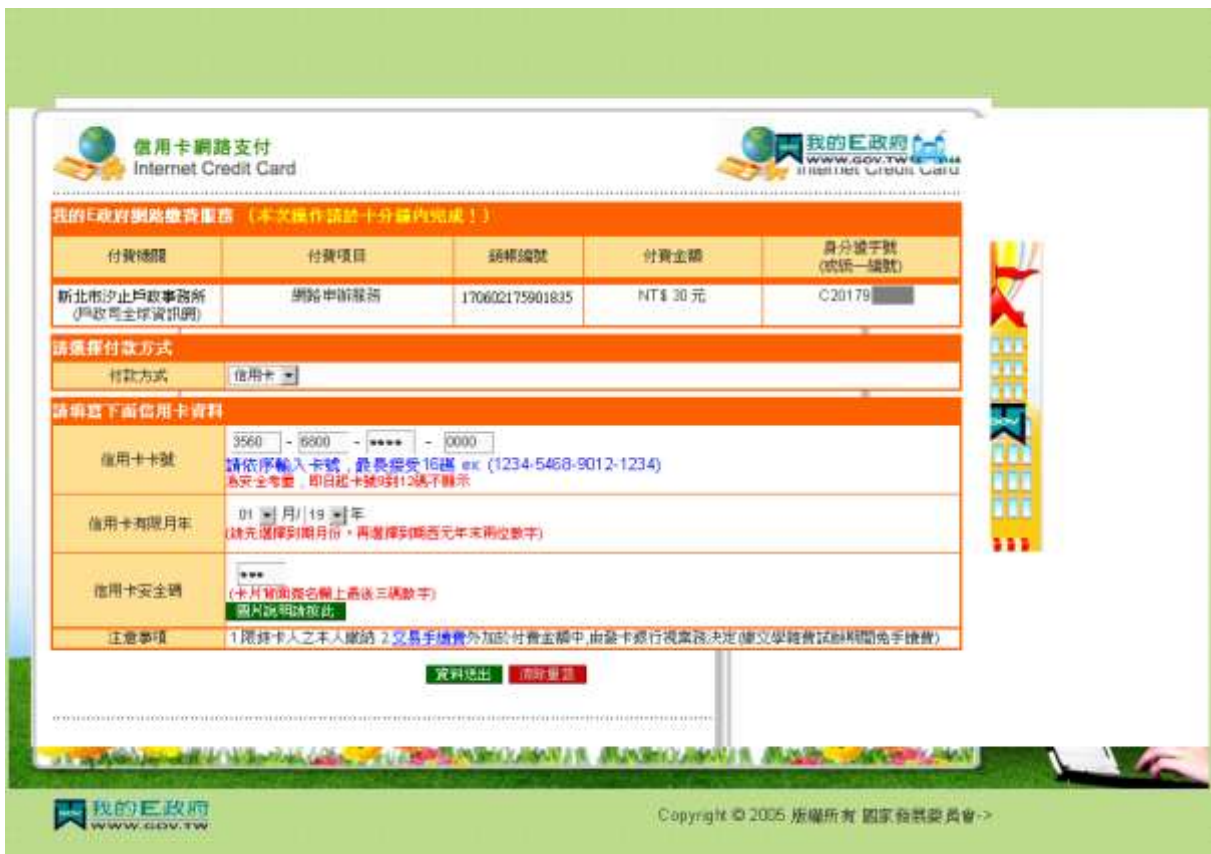 信用卡網路支付
Internet Credit Card
我的E政府
WWW.GOV.TW
Internet Credit Card
我的E政府網路繳費服務 (本次操作請於十分鐘內完成!)
付費機關 付費項目 銷帳編號 付費金額 身分證字號
(或統一編號)
新北市汐止戶政事務所 網路申辦服務 170602175901835 NT$ 30 元 C20179
(戶政司全球資訊網)
請選擇付款方式
付款方式 信用卡
請填寫下面信用卡資料
信用卡卡號 3560 - 6800 - •••• - 0000
請依序輸入卡號,最長接受16碼 ex (1234-5468-9012-1234)
為安全考量,即日起卡號9到12碼不顯示
信用卡有限月年 01 月/ 19 年
(請先選擇到期月份,再選擇到期西元年末兩位數字)
信用卡安全碼 •••
(卡片背面簽名欄上最後三碼數字)
圖片說明請按此
注意事項 1.限持卡人之本人繳納 2.交易手續費外加於付費金額中,由發卡銀行視業務決定(繳交學雜費試辦期間免手續費)
資料送出 清除重填
GOV
我的E政府
WWW.GOV.TW
Copyright © 2005 版權所有 國家發展委員會->